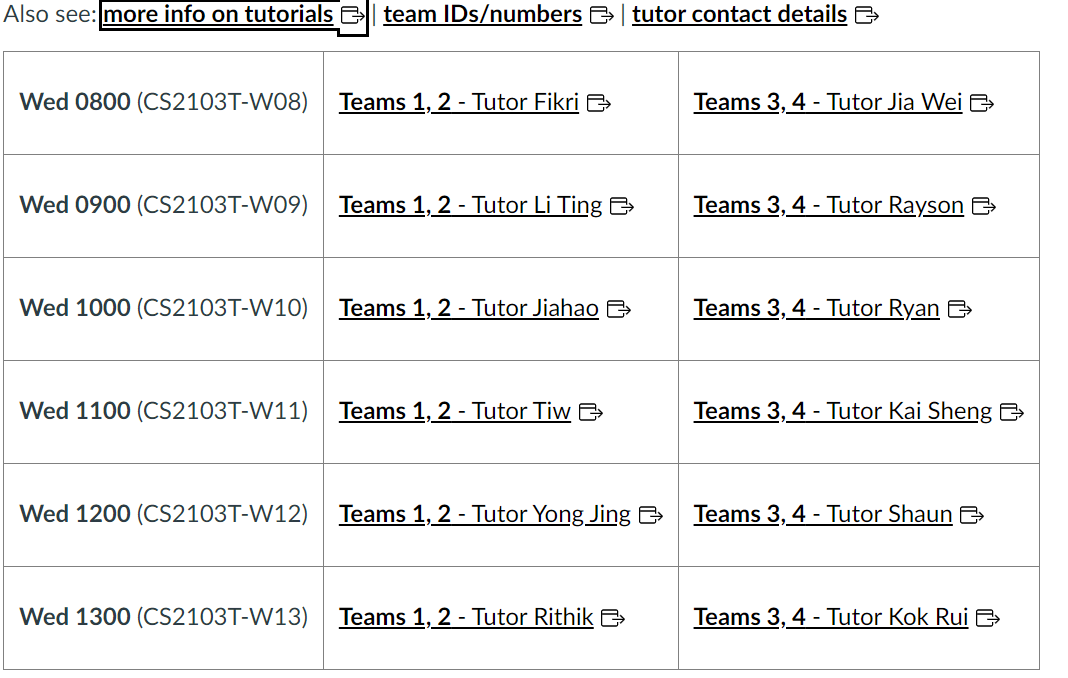 Also see: more info on tutorials | team IDs/numbers | tutor contact details
Wed 0800 (CS2103T-W08) Teams 1, 2 - Tutor Fikri Teams 3, 4 - Tutor Jia Wei
Wed 0900 (CS2103T-W09) Teams 1, 2 - Tutor Li Ting Teams 3, 4 - Tutor Rayson
Wed 1000 (CS2103T-W10) Teams 1, 2 - Tutor Jiahao Teams 3, 4 - Tutor Ryan
Wed 1100 (CS2103T-W11) Teams 1, 2 - Tutor Tiw Teams 3, 4 - Tutor Kai Sheng
Wed 1200 (CS2103T-W12) Teams 1, 2 - Tutor Yong Jing Teams 3, 4 - Tutor Shaun
Wed 1300 (CS2103T-W13) Teams 1, 2 - Tutor Rithik Teams 3, 4 - Tutor Kok Rui